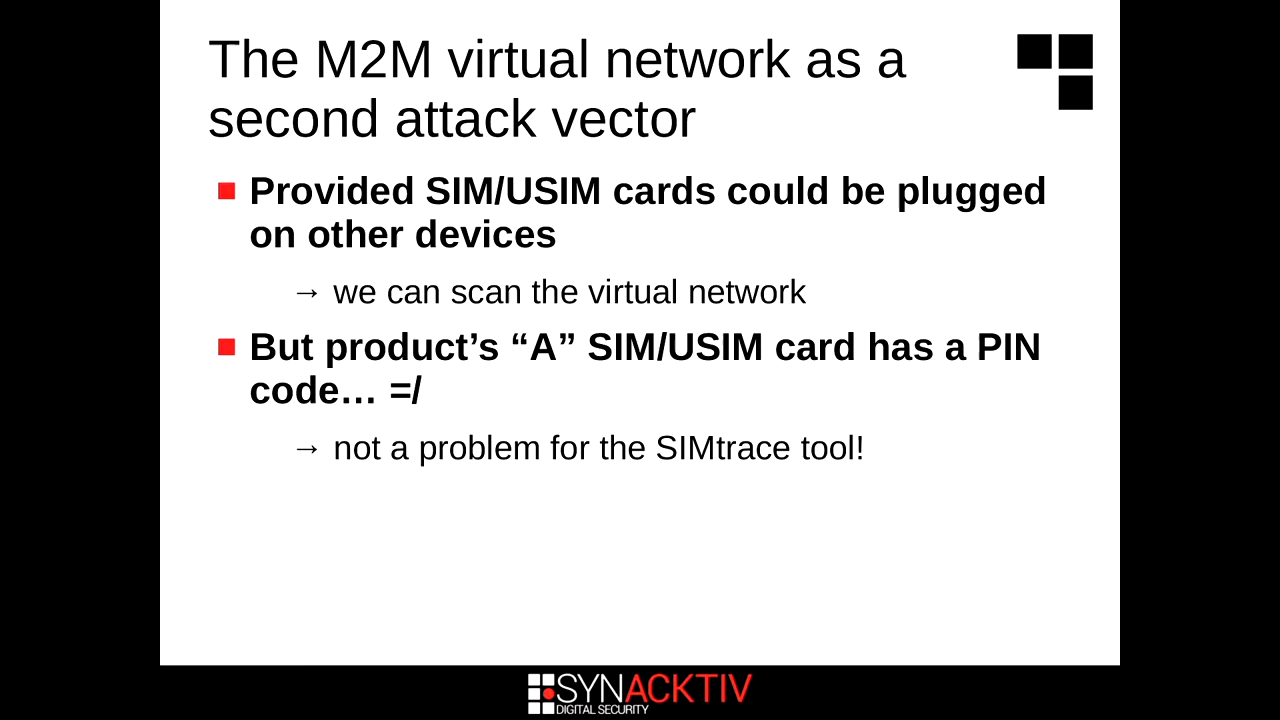 The M2M virtual network as a
second attack vector
Provided SIM/USIM cards could be plugged
on other devices
→ we can scan the virtual network
But product’s “A” SIM/USIM card has a PIN
code… =/
→ not a problem for the SIMtrace tool!
SYNACKTIV
DIGITAL SECURITY